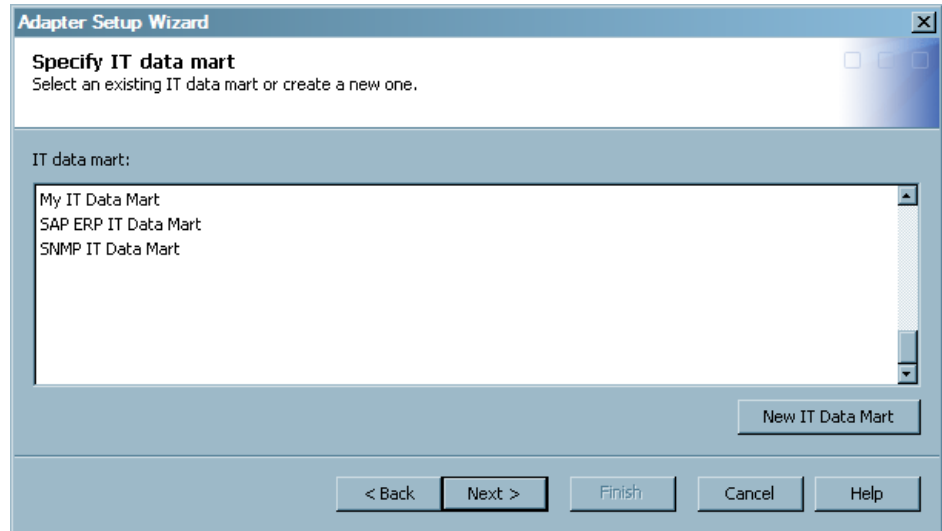 Adapter Setup Wizard
Specify IT data mart
Select an existing IT data mart or create a new one.
IT data mart:
My IT Data Mart
SAP ERP IT Data Mart
SNMP IT Data Mart
New IT Data Mart
< Back Next > Finish Cancel Help